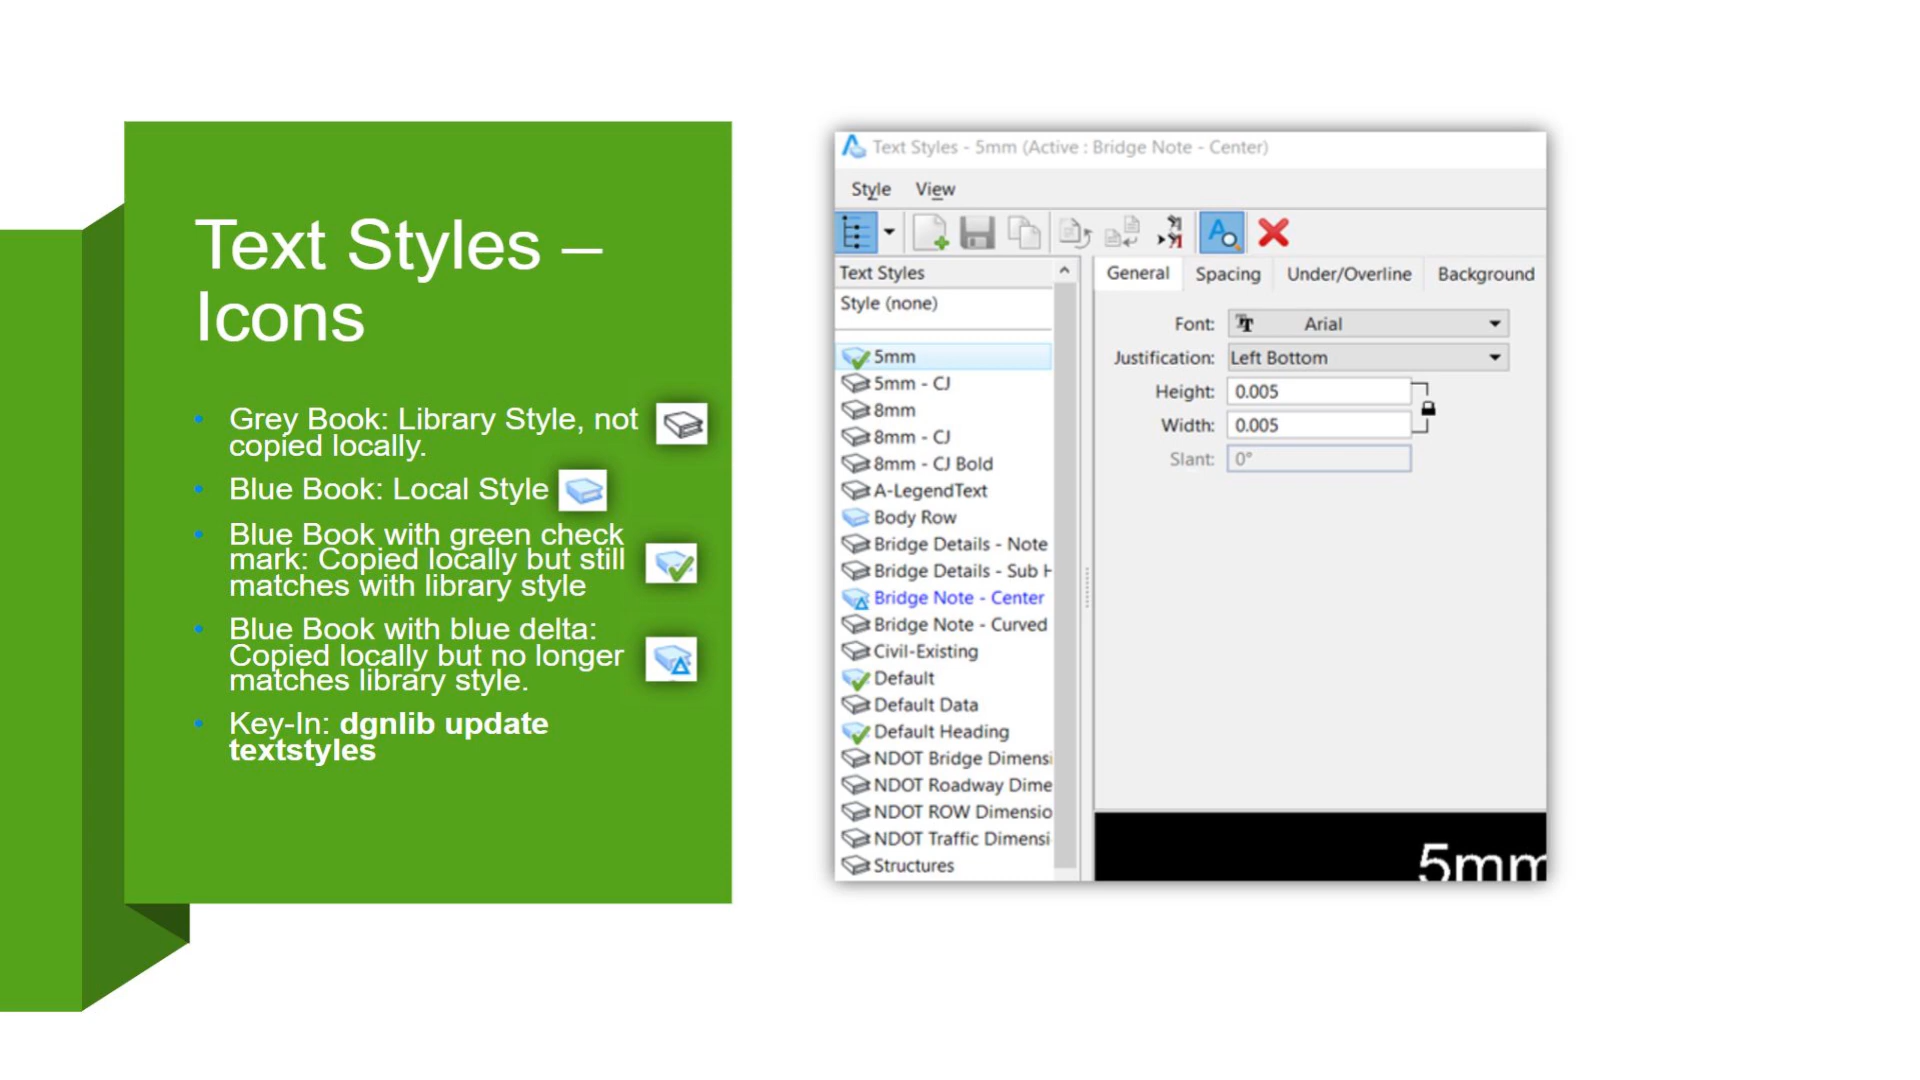 Text Styles –
Icons
• Grey Book: Library Style, not
copied locally.
• Blue Book: Local Style
• Blue Book with green check
mark: Copied locally but still
matches with library style
• Blue Book with blue delta:
Copied locally but no longer
matches library style.
• Key-In: dgnlib update
textstyles
Text Styles - 5mm (Active : Bridge Note - Center)
Style View
Text Styles
Style (none)
5mm
5mm - CJ
8mm
8mm - CJ
8mm - CJ Bold
A-LegendText
Body Row
Bridge Details - Note
Bridge Details - Sub H
Bridge Note - Center
Bridge Note - Curved
Civil-Existing
Default
Default Data
Default Heading
NDOT Bridge Dimensi
NDOT Roadway Dime
NDOT ROW Dimensio
NDOT Traffic Dimensi
Structures
General Spacing Under/Overline Background
Font: Arial
Justification: Left Bottom
Height: 0.005
Width: 0.005
Slant: 0°
5mm